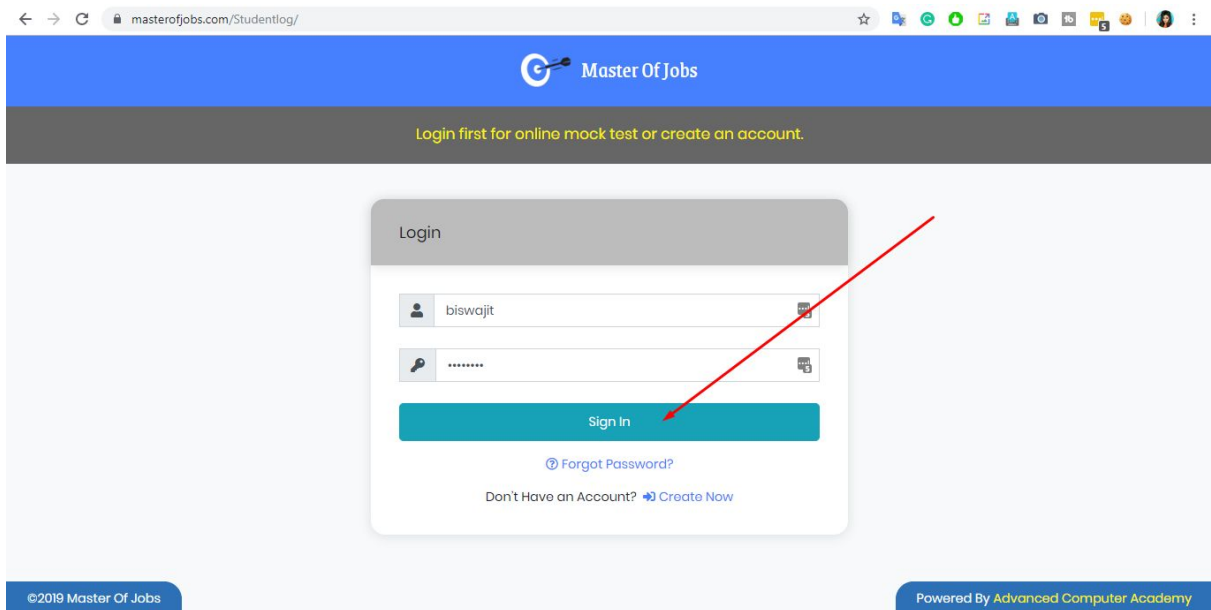 masterofjobs.com/Studentlog/
Master Of Jobs
Login first for online mock test or create an account.
Login
biswajit
••••••••
Sign In
Forgot Password?
Don't Have an Account? Create Now
©2019 Master Of Jobs
Powered By Advanced Computer Academy